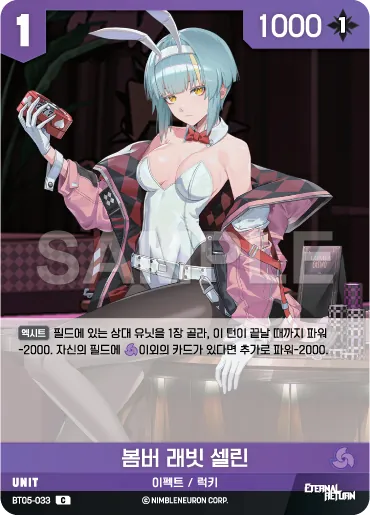 1
1000 1
SAMPLE
엑시트 필드에 있는 상대 유닛을 1장 골라, 이 턴이 끝날 때까지 파워
-2000. 자신의 필드에 이외의 카드가 있다면 추가로 파워-2000.
봄버 래빗 셀린
UNIT
이펙트 / 럭키
BT05-033 C
© NIMBLENEURON CORP.
ETERNAL
RETURN